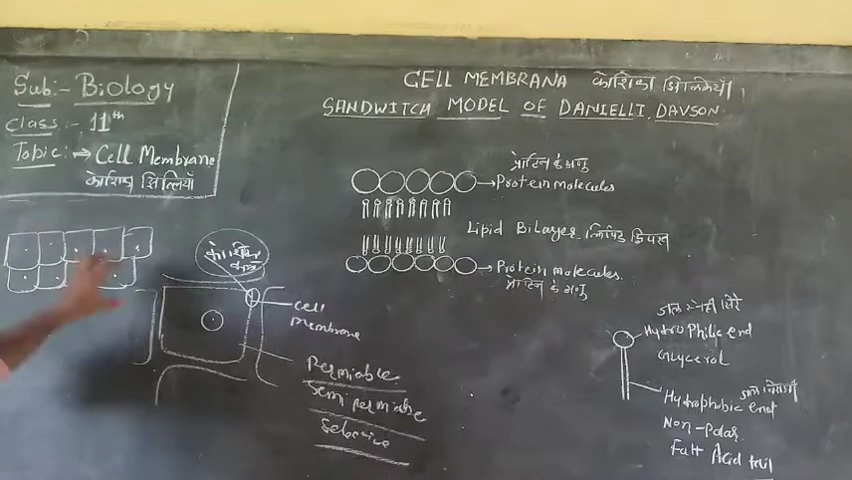 Sub:- Biology
Class:- 11th
Topic:⇒ Cell Membrane
कोशिका झिल्लियाँ
CELL MEMBRANA कोशिका झिल्लियाँ
SANDWITCH MODEL OF DANIELLI, DAVSON
प्रोटिन के अणु
Protein molecules
Lipid Bilayer लिपिड द्विपरत
Protein molecules
प्रोटिन के अणु
Cell
membrane
Permiable
Semi permiable
Selective
जल स्नेही सिरे
Hydro Philic end
Glycerol
जल विरागी
Hydrophobic end
Non-Polar
Fatt Acid tail